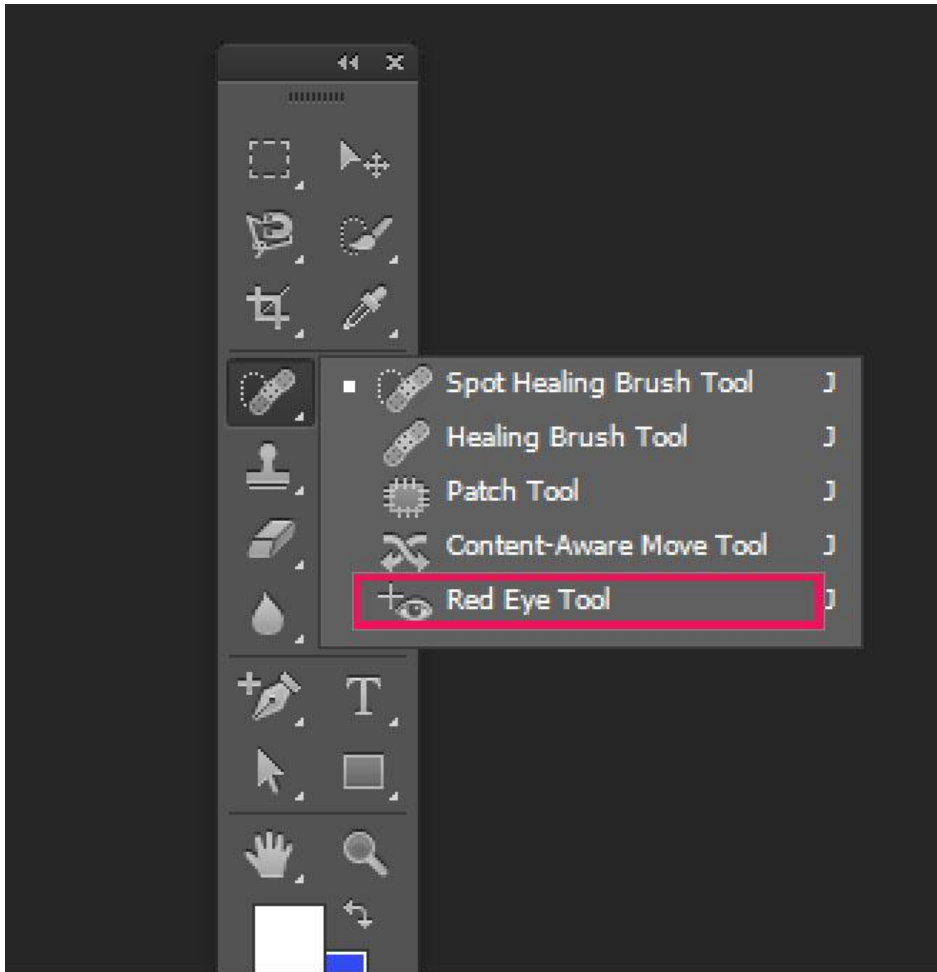 Spot Healing Brush Tool J
Healing Brush Tool J
Patch Tool J
Content-Aware Move Tool J
Red Eye Tool J
T